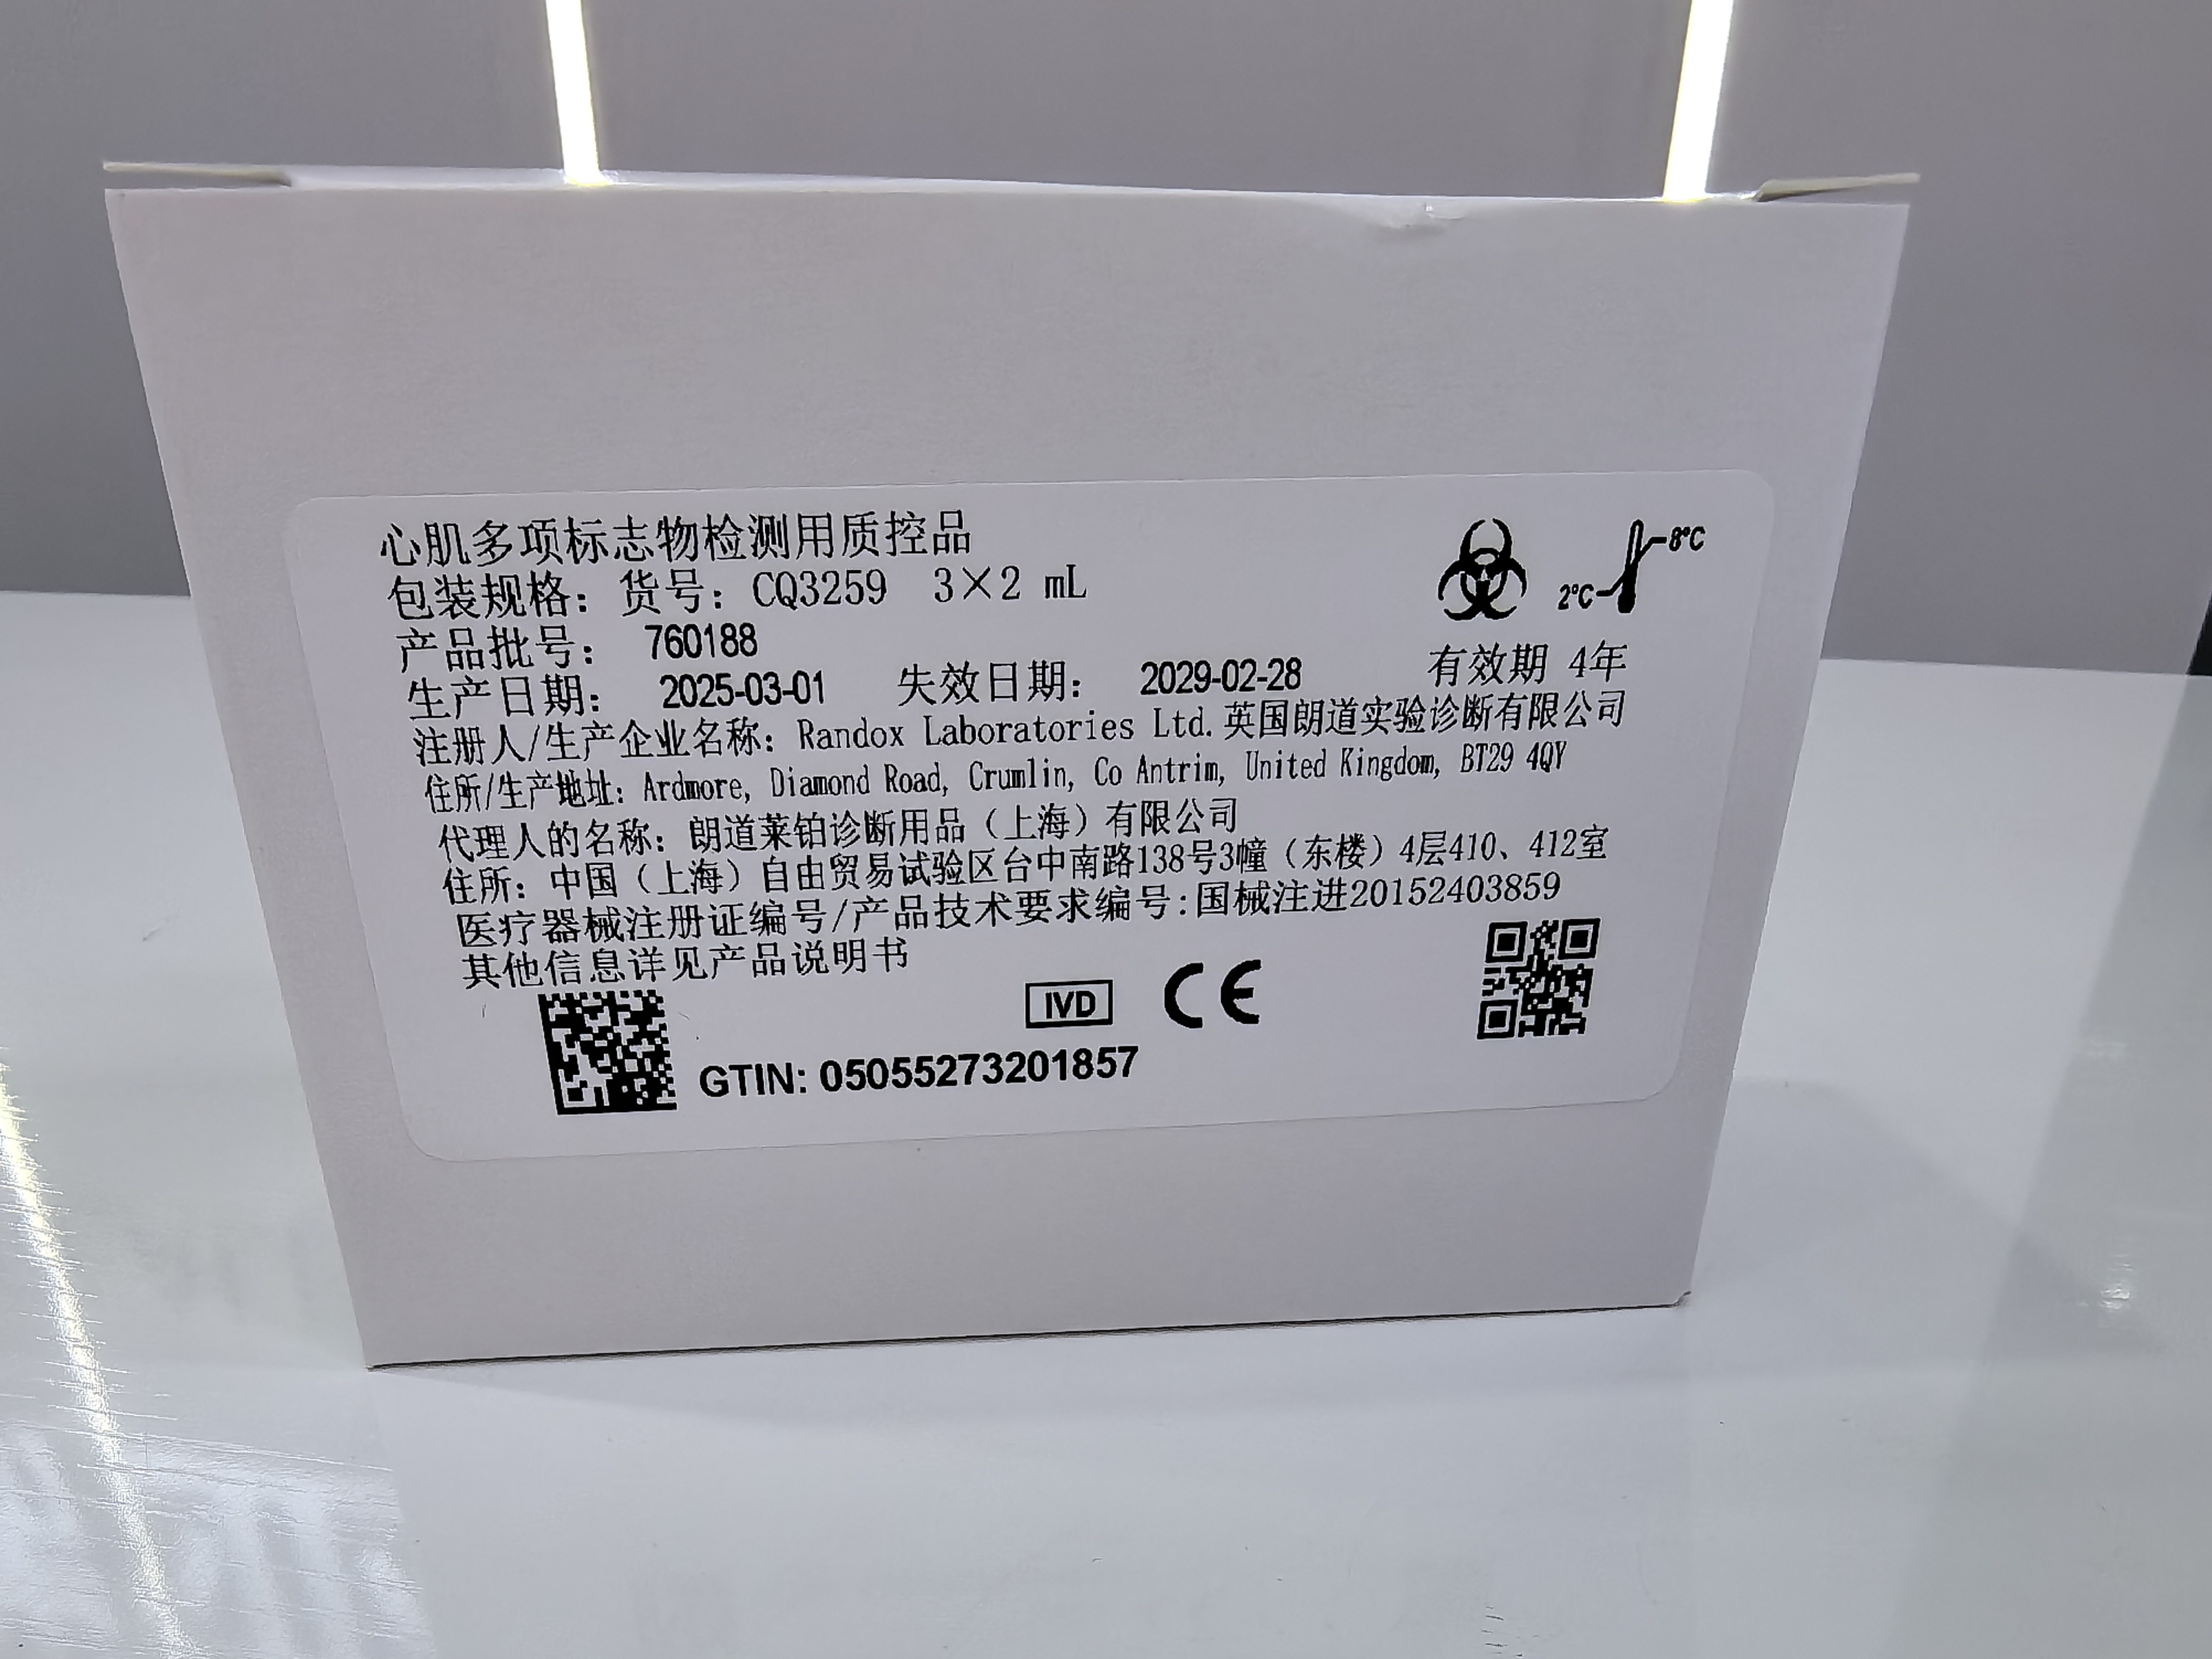 心肌多项标志物检测用质控品
包装规格：货号：CQ3259 3×2 mL
产品批号： 760188
生产日期： 2025-03-01 失效日期： 2029-02-28 有效期 4年
注册人/生产企业名称：Randox Laboratories Ltd.英国朗道实验诊断有限公司
住所/生产地址：Ardmore, Diamond Road, Crumlin, Co Antrim, United Kingdom, BT29 4QY
代理人的名称：朗道莱铂诊断用品（上海）有限公司
住所：中国（上海）自由贸易试验区台中南路138号3幢（东楼）4层410、412室
医疗器械注册证编号/产品技术要求编号:国械注进20152403859
其他信息详见产品说明书
8°C
2°C
IVD CE
GTIN: 05055273201857